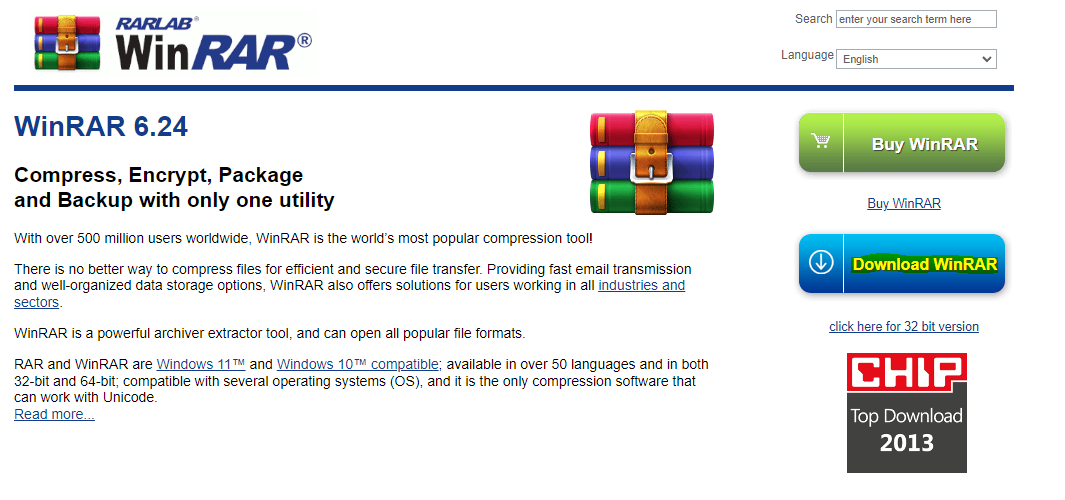 RARLAB®
WinRAR®
Search enter your search term here
Language English
WinRAR 6.24
Compress, Encrypt, Package
and Backup with only one utility
With over 500 million users worldwide, WinRAR is the world's most popular compression tool!
There is no better way to compress files for efficient and secure file transfer. Providing fast email transmission
and well-organized data storage options, WinRAR also offers solutions for users working in all industries and
sectors.
WinRAR is a powerful archiver extractor tool, and can open all popular file formats.
RAR and WinRAR are Windows 11™ and Windows 10™ compatible; available in over 50 languages and in both
32-bit and 64-bit; compatible with several operating systems (OS), and it is the only compression software that
can work with Unicode.
Read more...
Buy WinRAR
Buy WinRAR
Download WinRAR
click here for 32 bit version
CHIP
Top Download
2013